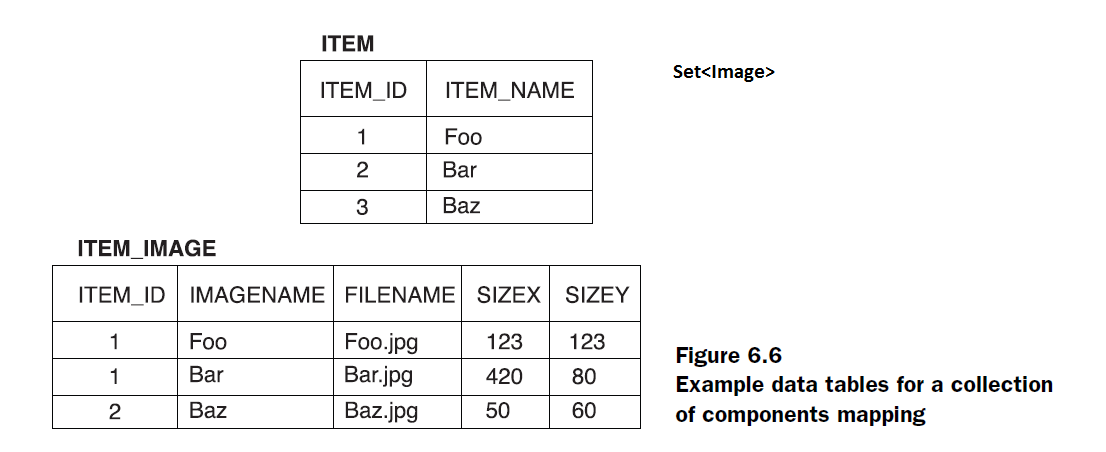 ITEM
Set<Image>
ITEM_ID ITEM_NAME
1 Foo
2 Bar
3 Baz
ITEM_IMAGE
ITEM_ID IMAGENAME FILENAME SIZEX SIZEY
1 Foo Foo.jpg 123 123
1 Bar Bar.jpg 420 80
2 Baz Baz.jpg 50 60
Figure 6.6
Example data tables for a collection
of components mapping